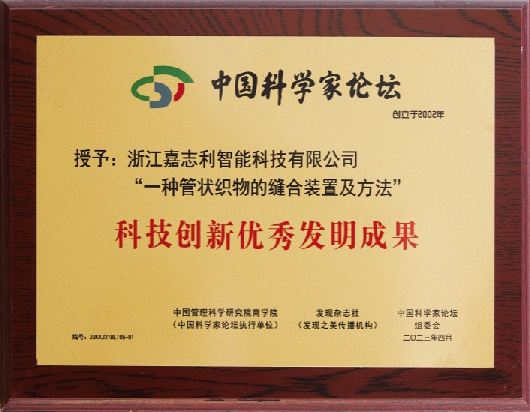 中国科学家论坛
创立于2002年
授予：浙江嘉志利智能科技有限公司
“一种管状织物的缝合装置及方法”
科技创新优秀发明成果
中国管理科学研究院商学院 发现杂志社 中国科学家论坛
（中国科学家论坛执行单位） （发现之美传播机构） 组委会
编号： 二〇二三年四月